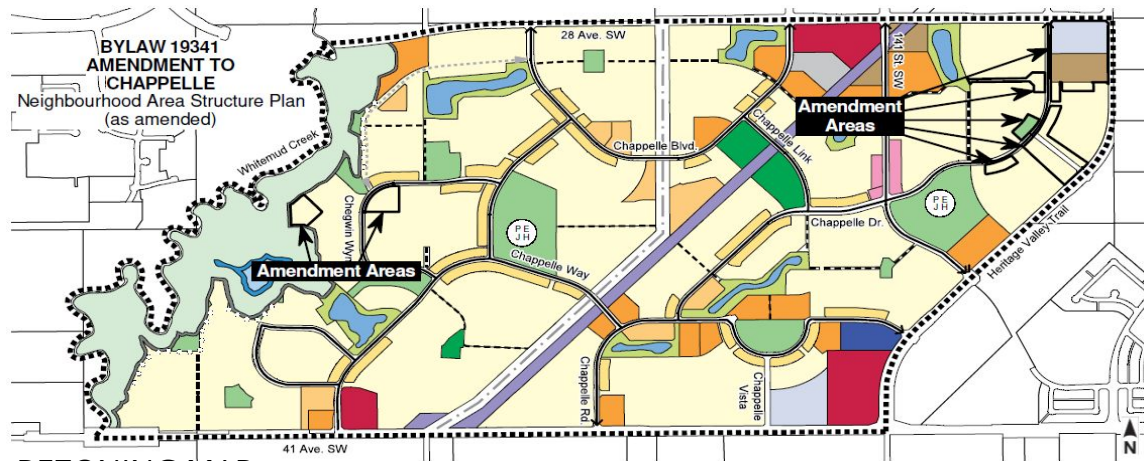 BYLAW 19341
AMENDMENT TO
CHAPPELLE
Neighbourhood Area Structure Plan
(as amended)
28 Ave. SW
141 St. SW
Amendment
Areas
Whitemud Creek
Chappelle Blvd.
Chappelle Link
P E
J H
Chappelle Dr.
P E
J H
Heritage Valley Trail
Chegwin Wynd
Amendment Areas
Chappelle Way
Chappelle Rd.
Chappelle
Vista
41 Ave. SW
N